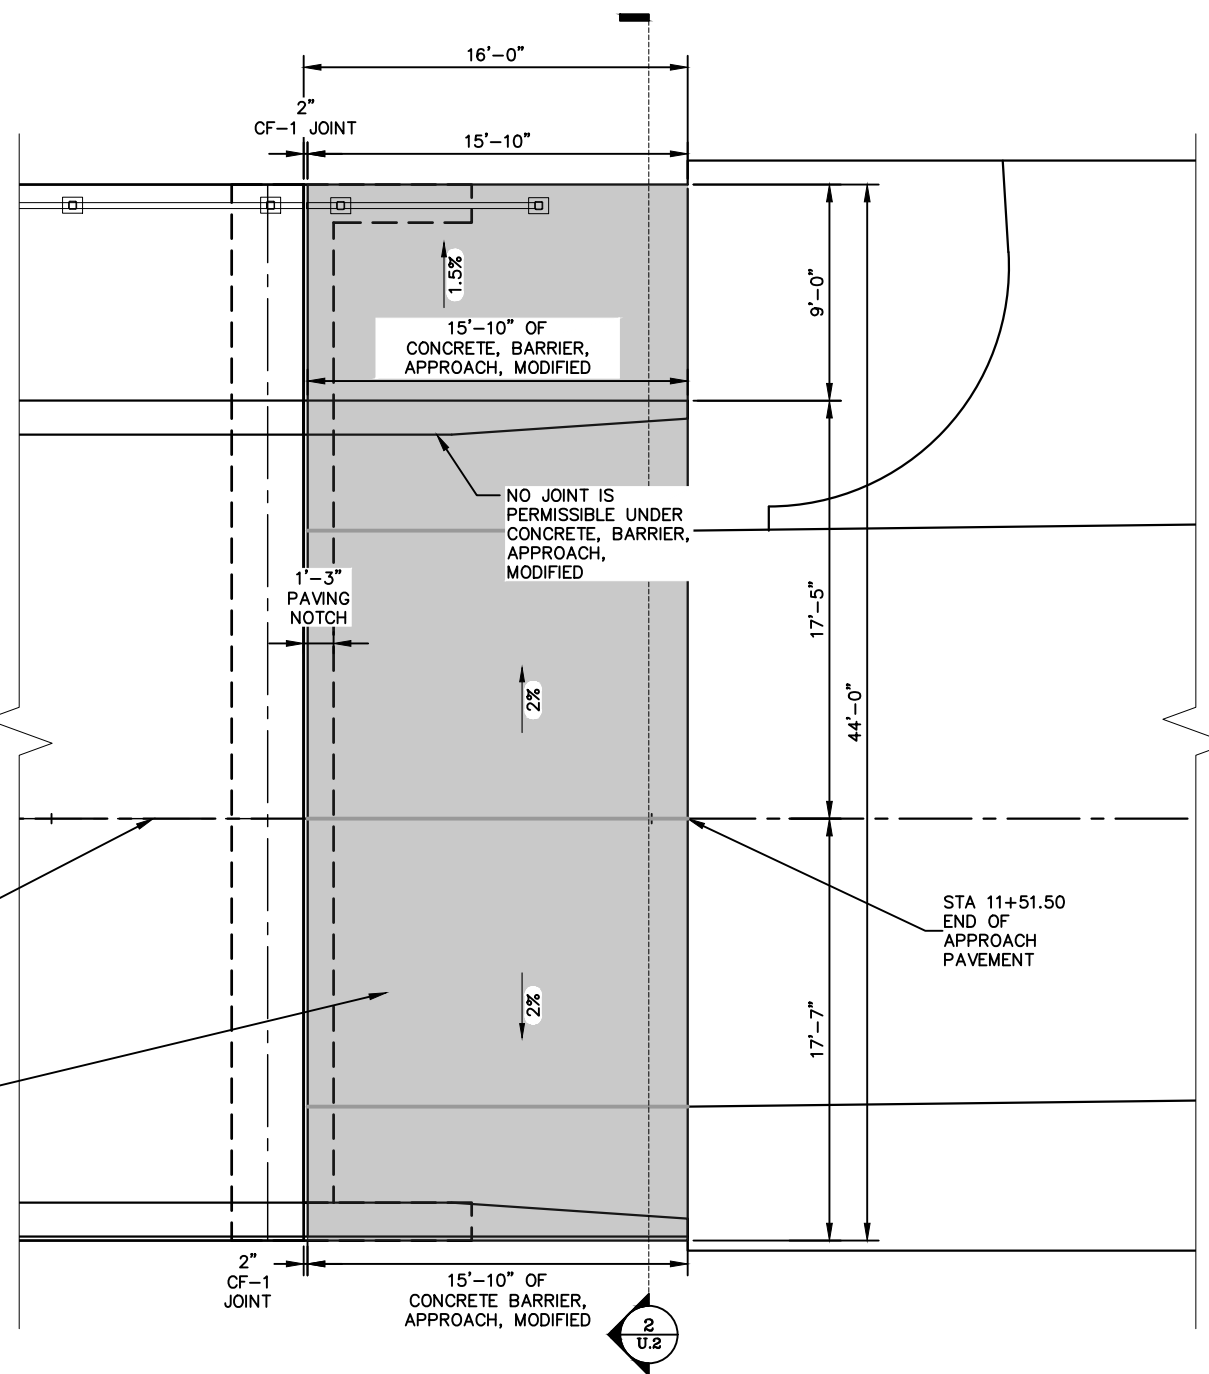 16'-0"
2"
CF-1 JOINT
15'-10"
1.5%
9'-0"
15'-10" OF
CONCRETE, BARRIER,
APPROACH, MODIFIED
NO JOINT IS
PERMISSIBLE UNDER
CONCRETE, BARRIER,
APPROACH,
MODIFIED
1'-3"
PAVING
NOTCH
17'-5"
2%
44'-0"
STA 11+51.50
END OF
APPROACH
PAVEMENT
2%
17'-7"
2"
CF-1
JOINT
15'-10" OF
CONCRETE BARRIER,
APPROACH, MODIFIED
2
U.2